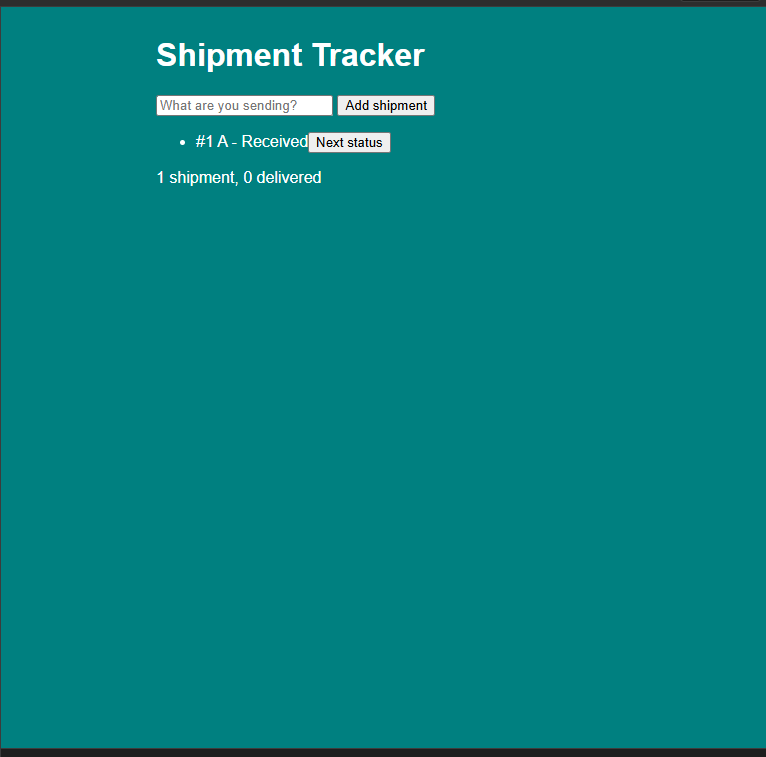 Shipment Tracker
What are you sending? Add shipment
#1 A - Received Next status
1 shipment, 0 delivered